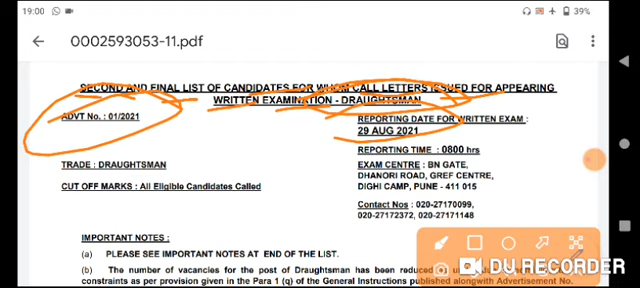 19:00
39%
0002593053-11.pdf
SECOND AND FINAL LIST OF CANDIDATES FOR WHOM CALL LETTERS ISSUED FOR APPEARING
WRITTEN EXAMINATION - DRAUGHTSMAN
ADVT No. : 01/2021
REPORTING DATE FOR WRITTEN EXAM :
29 AUG 2021
REPORTING TIME : 0800 hrs
TRADE : DRAUGHTSMAN
EXAM CENTRE : BN GATE,
DHANORI ROAD, GREF CENTRE,
DIGHI CAMP, PUNE - 411 015
CUT OFF MARKS : All Eligible Candidates Called
Contact Nos : 020-27170099,
020-27172372, 020-27171148
IMPORTANT NOTES :
(a) PLEASE SEE IMPORTANT NOTES AT END OF THE LIST.
(b) The number of vacancies for the post of Draughtsman has been reduced
constraints as per provision given in the Para 1 (q) of the General Instructions published alongwith Advertisement No.
DU RECORDER